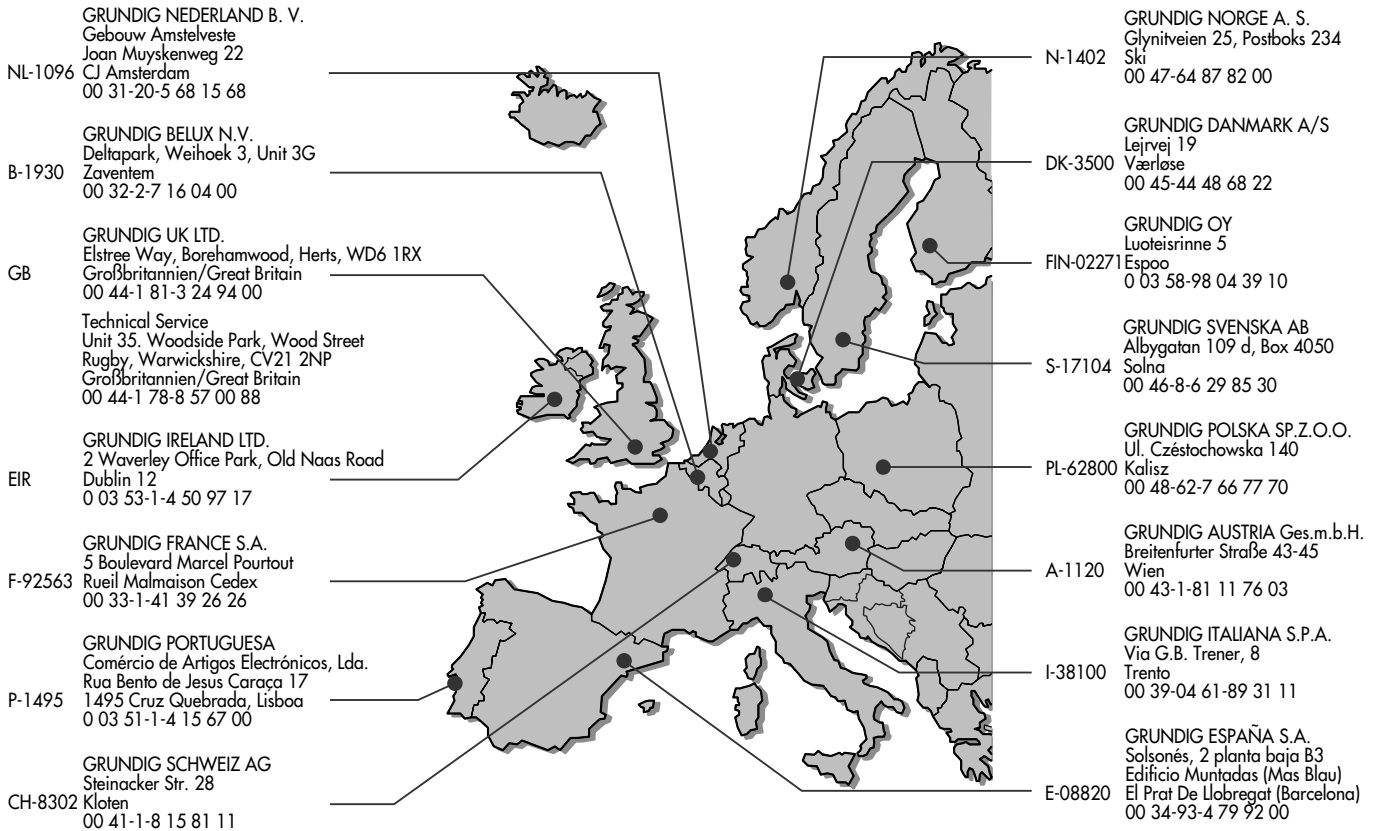 GRUNDIG NEDERLAND B. V.
Gebouw Amstelveste
Joan Muyskenweg 22
NL-1096 CJ Amsterdam
00 31-20-5 68 15 68
GRUNDIG BELUX N.V.
Deltapark, Weihoek 3, Unit 3G
B-1930 Zaventem
00 32-2-7 16 04 00
GRUNDIG UK LTD.
Elstree Way, Borehamwood, Herts, WD6 1RX
GB Großbritannien/Great Britain
00 44-1 81-3 24 94 00
Technical Service
Unit 35. Woodside Park, Wood Street
Rugby, Warwickshire, CV21 2NP
Großbritannien/Great Britain
00 44-1 78-8 57 00 88
GRUNDIG IRELAND LTD.
2 Waverley Office Park, Old Naas Road
EIR Dublin 12
0 03 53-1-4 50 97 17
GRUNDIG FRANCE S.A.
5 Boulevard Marcel Pourtout
F-92563 Rueil Malmaison Cedex
00 33-1-41 39 26 26
GRUNDIG PORTUGUESA
Comércio de Artigos Electrónicos, Lda.
Rua Bento de Jesus Caraça 17
P-1495 1495 Cruz Quebrada, Lisboa
0 03 51-1-4 15 67 00
GRUNDIG SCHWEIZ AG
Steinacker Str. 28
CH-8302 Kloten
00 41-1-8 15 81 11
GRUNDIG NORGE A. S.
Glynitveien 25, Postboks 234
N-1402 Ski
00 47-64 87 82 00
GRUNDIG DANMARK A/S
Lejrvej 19
DK-3500 Værløse
00 45-44 48 68 22
GRUNDIG OY
Luoteisrinne 5
FIN-02271 Espoo
0 03 58-98 04 39 10
GRUNDIG SVENSKA AB
Albygatan 109 d, Box 4050
S-17104 Solna
00 46-8-6 29 85 30
GRUNDIG POLSKA SP.Z.O.O.
Ul. Czéstochowska 140
PL-62800 Kalisz
00 48-62-7 66 77 70
GRUNDIG AUSTRIA Ges.m.b.H.
Breitenfurter Straße 43-45
A-1120 Wien
00 43-1-81 11 76 03
GRUNDIG ITALIANA S.P.A.
Via G.B. Trener, 8
I-38100 Trento
00 39-04 61-89 31 11
GRUNDIG ESPAÑA S.A.
Solsonés, 2 planta baja B3
Edificio Muntadas (Mas Blau)
E-08820 El Prat De Llobregat (Barcelona)
00 34-93-4 79 92 00